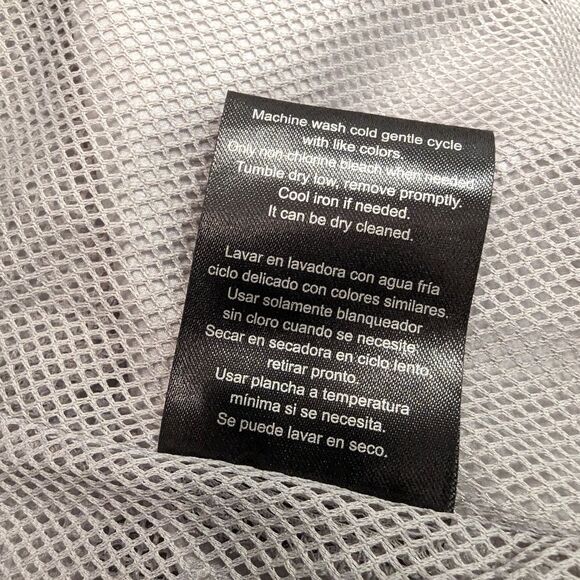 Machine wash cold gentle cycle
with like colors.
Only non-chlorine bleach when needed.
Tumble dry low, remove promptly.
Cool iron if needed.
It can be dry cleaned.
Lavar en lavadora con agua fría
ciclo delicado con colores similares.
Usar solamente blanqueador
sin cloro cuando se necesite.
Secar en secadora en ciclo lento,
retirar pronto.
Usar plancha a temperatura
mínima si se necesita.
Se puede lavar en seco.